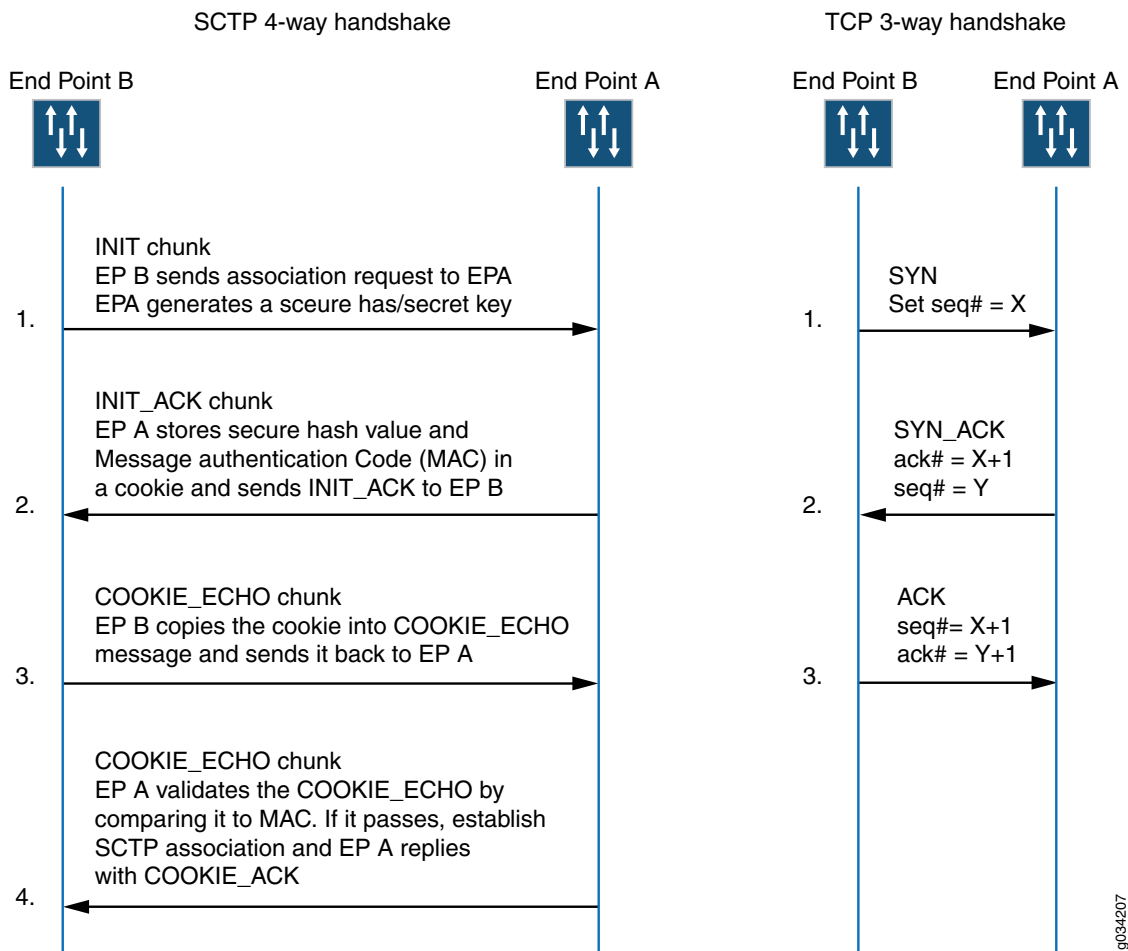 SCTP 4-way handshake
TCP 3-way handshake
End Point B
End Point A
End Point B
End Point A
INIT chunk
EP B sends association request to EPA
EPA generates a sceure has/secret key
1.
SYN
Set seq# = X
1.
INIT_ACK chunk
EP A stores secure hash value and
Message authentication Code (MAC) in
a cookie and sends INIT_ACK to EP B
2.
SYN_ACK
ack# = X+1
seq# = Y
2.
COOKIE_ECHO chunk
EP B copies the cookie into COOKIE_ECHO
message and sends it back to EP A
3.
ACK
seq#= X+1
ack# = Y+1
3.
COOKIE_ECHO chunk
EP A validates the COOKIE_ECHO by
comparing it to MAC. If it passes, establish
SCTP association and EP A replies
with COOKIE_ACK
4.
g034207